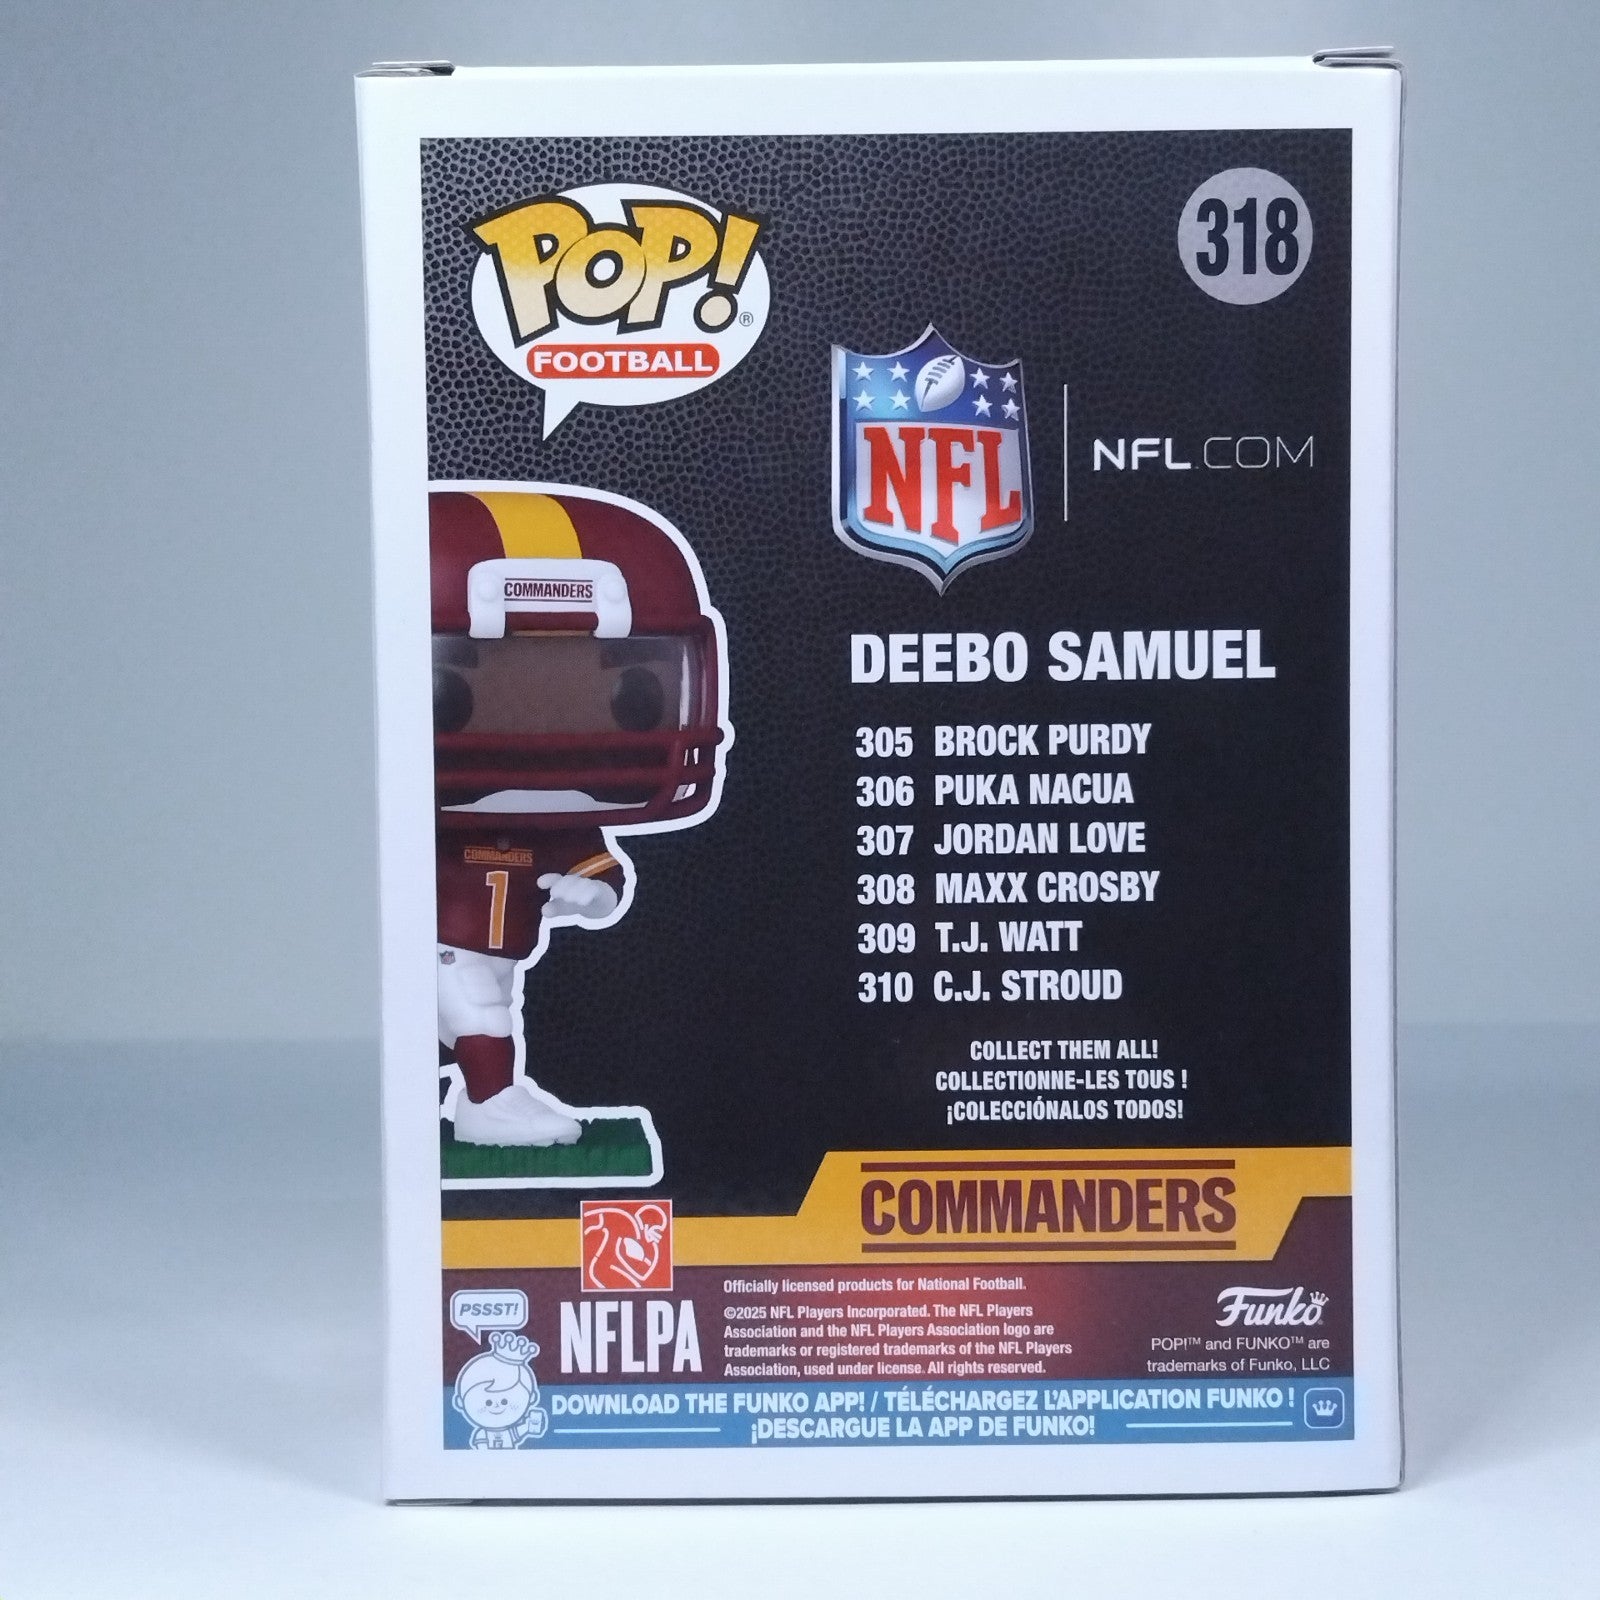 POP!®
FOOTBALL
318
NFL
NFL.COM
COMMANDERS
DEEBO SAMUEL
305 BROCK PURDY
306 PUKA NACUA
307 JORDAN LOVE
308 MAXX CROSBY
309 T.J. WATT
310 C.J. STROUD
COMMANDERS
1
COLLECT THEM ALL!
COLLECTIONNE-LES TOUS !
¡COLECCIÓNALOS TODOS!
COMMANDERS
NFLPA
Officially licensed products for National Football.
©2025 NFL Players Incorporated. The NFL Players
Association and the NFL Players Association logo are
trademarks or registered trademarks of the NFL Players
Association, used under license. All rights reserved.
Funko
POP!™ and FUNKO™ are
trademarks of Funko, LLC
PSSST!
DOWNLOAD THE FUNKO APP! / TÉLÉCHARGEZ L'APPLICATION FUNKO !
¡DESCARGUE LA APP DE FUNKO!